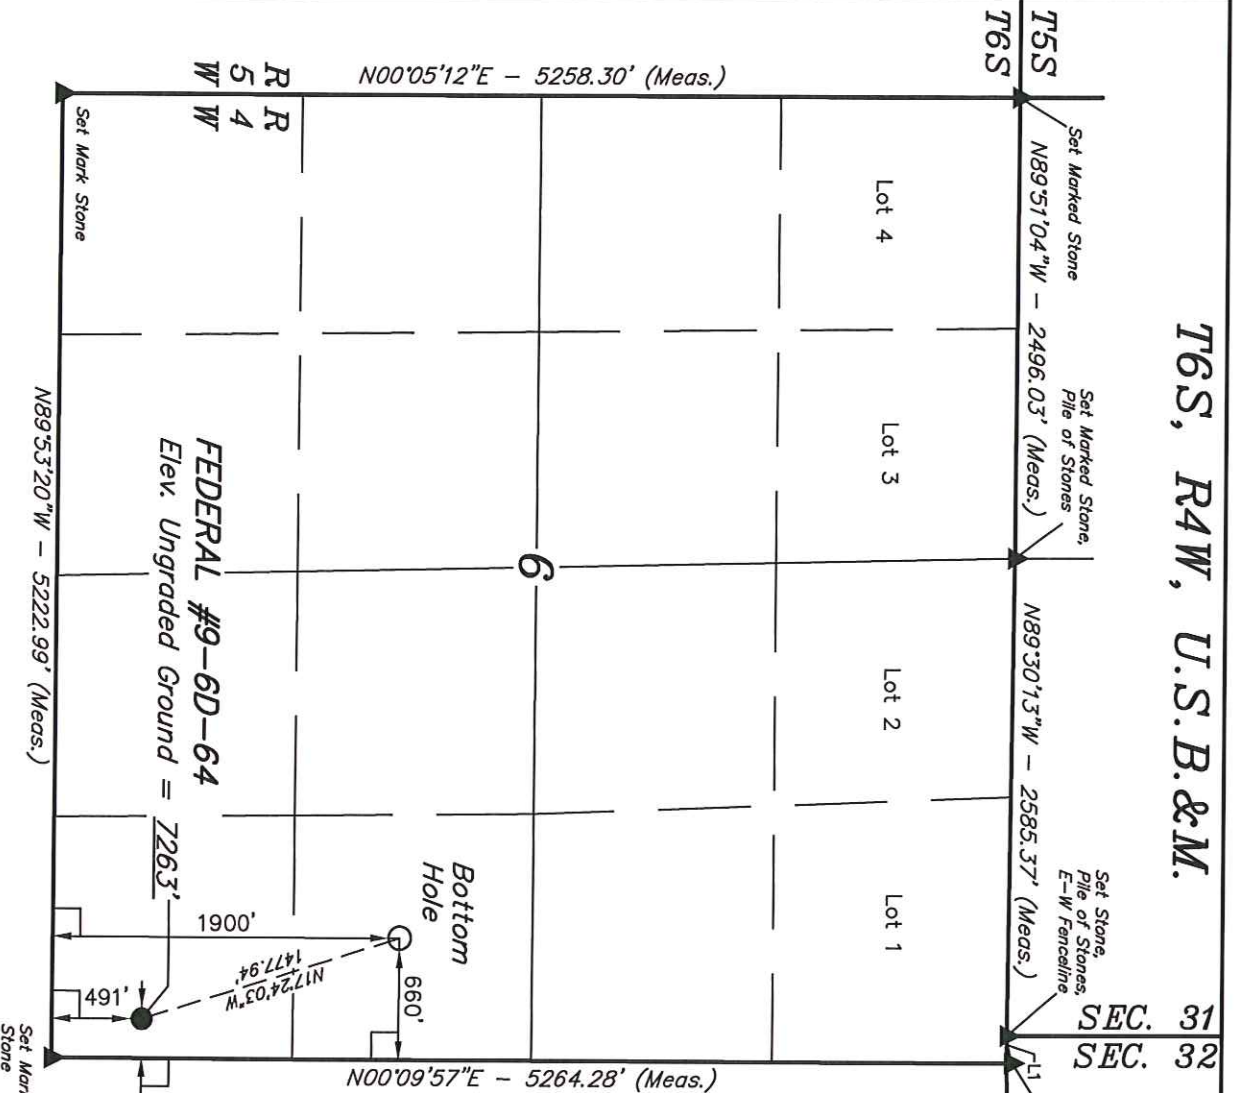 T6S, R4W, U.S.B.&M.
T5S
T6S
Set Marked Stone
N89°51'04"W - 2496.03' (Meas.)
Set Marked Stone,
Pile of Stones
N89°30'13"W - 2585.37' (Meas.)
Set Stone,
Pile of Stones,
E-W Fenceline
SEC. 31
SEC. 32
L1
Lot 4
Lot 3
Lot 2
Lot 1
N00°05'12"E - 5258.30' (Meas.)
6
R R
5 4
W W
Set Mark Stone
FEDERAL #9-6D-64
Elev. Ungraded Ground = 7263'
Bottom
Hole
1900'
660'
N17°24'03"W
1477.94'
491'
N00°09'57"E - 5264.28' (Meas.)
N89°53'20"W - 5222.99' (Meas.)
Set Mar
Stone